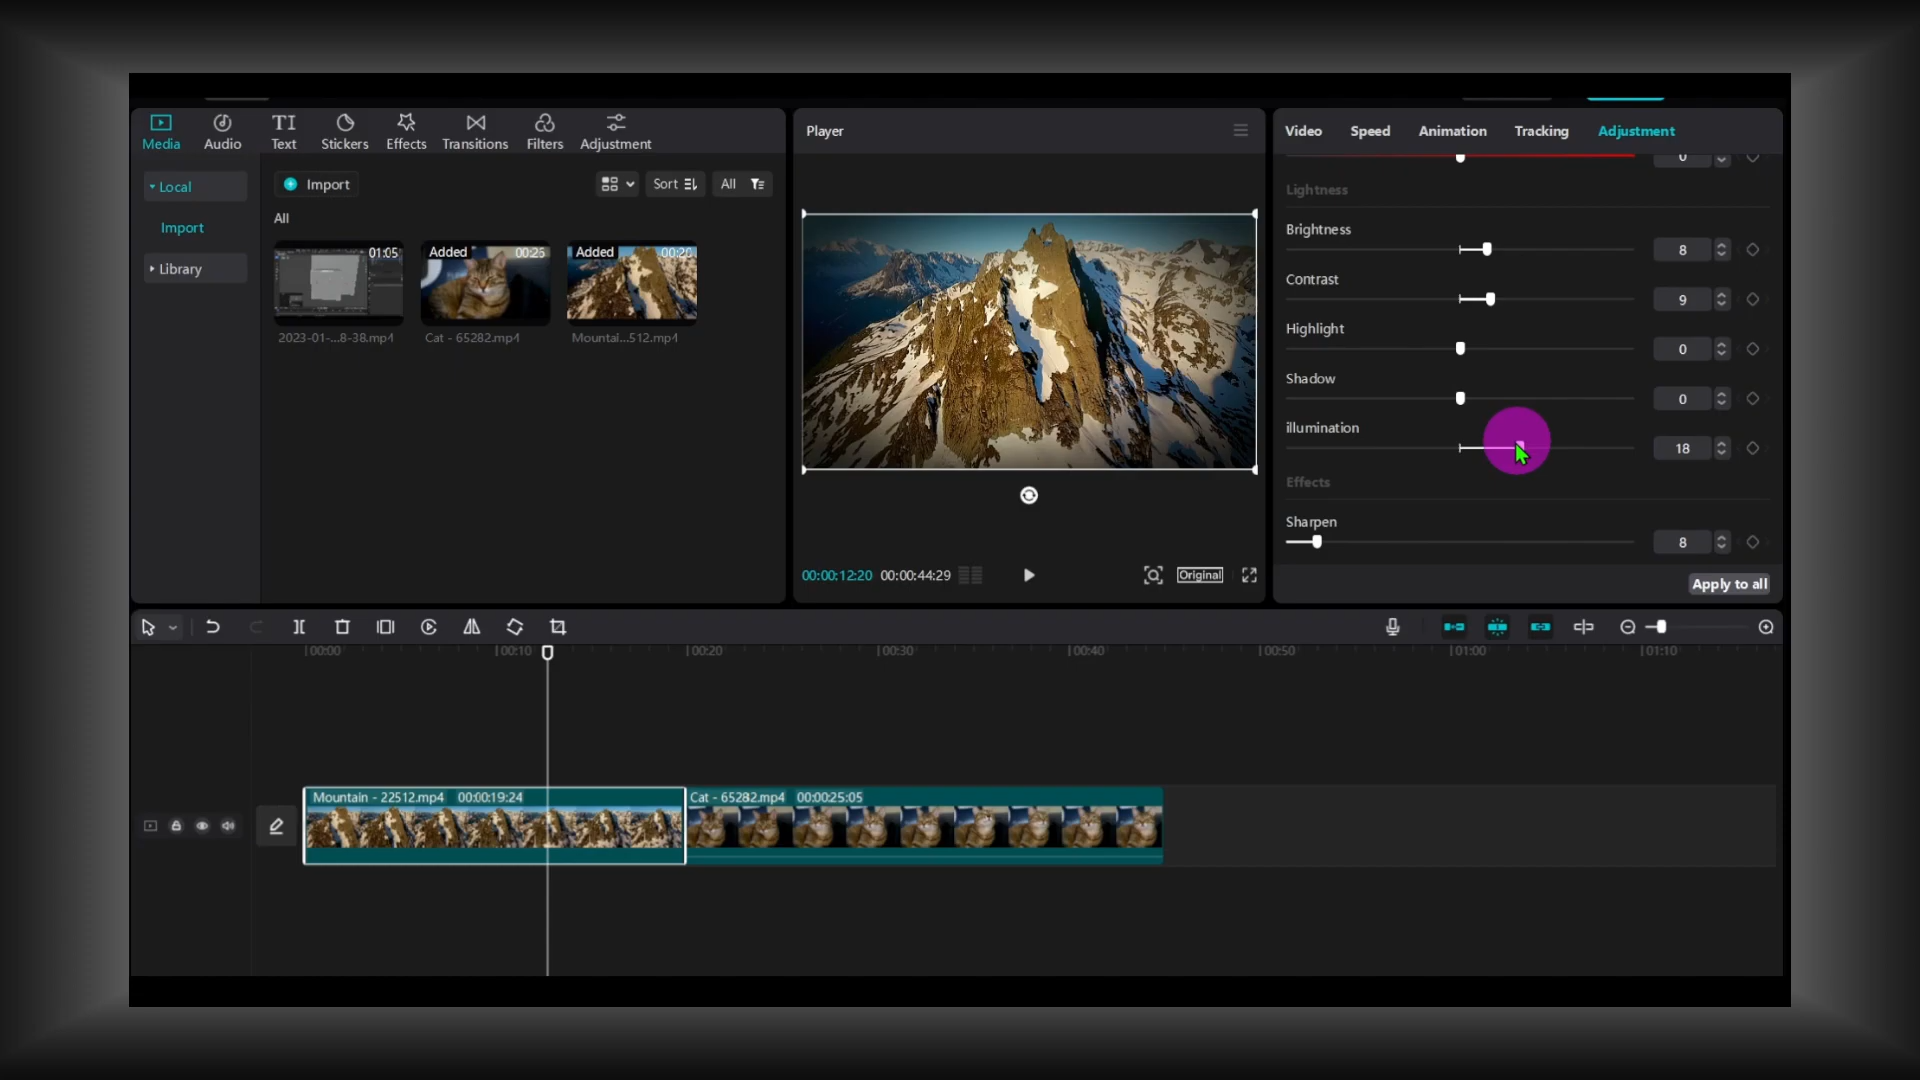 Media
Audio
Text
Stickers
Effects
Transitions
Filters
Adjustment
Local
Import
Library
Import
Sort
All
All
01:05
2023-01-...8-38.mp4
Added 00:26
Cat - 65282.mp4
Added 00:20
Mountai...512.mp4
Player
00:00:12:20 00:00:44:29
Original
Video
Speed
Animation
Tracking
Adjustment
0
Lightness
Brightness
8
Contrast
9
Highlight
0
Shadow
0
illumination
18
Effects
Sharpen
8
Apply to all
00:00
00:10
00:20
00:30
00:40
00:50
01:00
01:10
Mountain - 22512.mp4 00:00:19:24
Cat - 65282.mp4 00:00:25:05